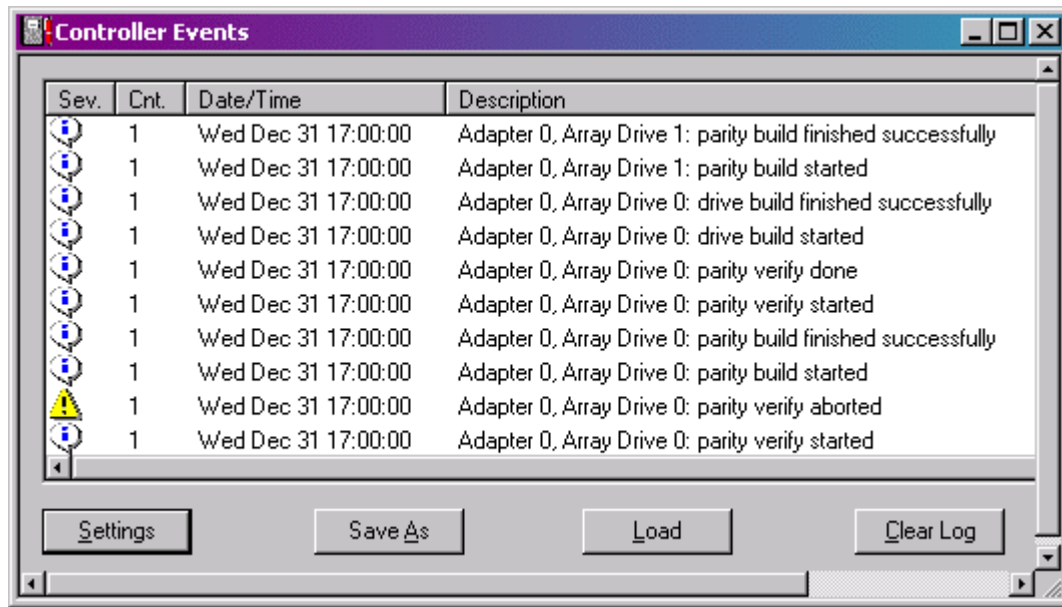 Controller Events
Sev. Cnt. Date/Time Description
1 Wed Dec 31 17:00:00 Adapter 0, Array Drive 1: parity build finished successfully
1 Wed Dec 31 17:00:00 Adapter 0, Array Drive 1: parity build started
1 Wed Dec 31 17:00:00 Adapter 0, Array Drive 0: drive build finished successfully
1 Wed Dec 31 17:00:00 Adapter 0, Array Drive 0: drive build started
1 Wed Dec 31 17:00:00 Adapter 0, Array Drive 0: parity verify done
1 Wed Dec 31 17:00:00 Adapter 0, Array Drive 0: parity verify started
1 Wed Dec 31 17:00:00 Adapter 0, Array Drive 0: parity build finished successfully
1 Wed Dec 31 17:00:00 Adapter 0, Array Drive 0: parity build started
1 Wed Dec 31 17:00:00 Adapter 0, Array Drive 0: parity verify aborted
1 Wed Dec 31 17:00:00 Adapter 0, Array Drive 0: parity verify started
Settings Save As Load Clear Log